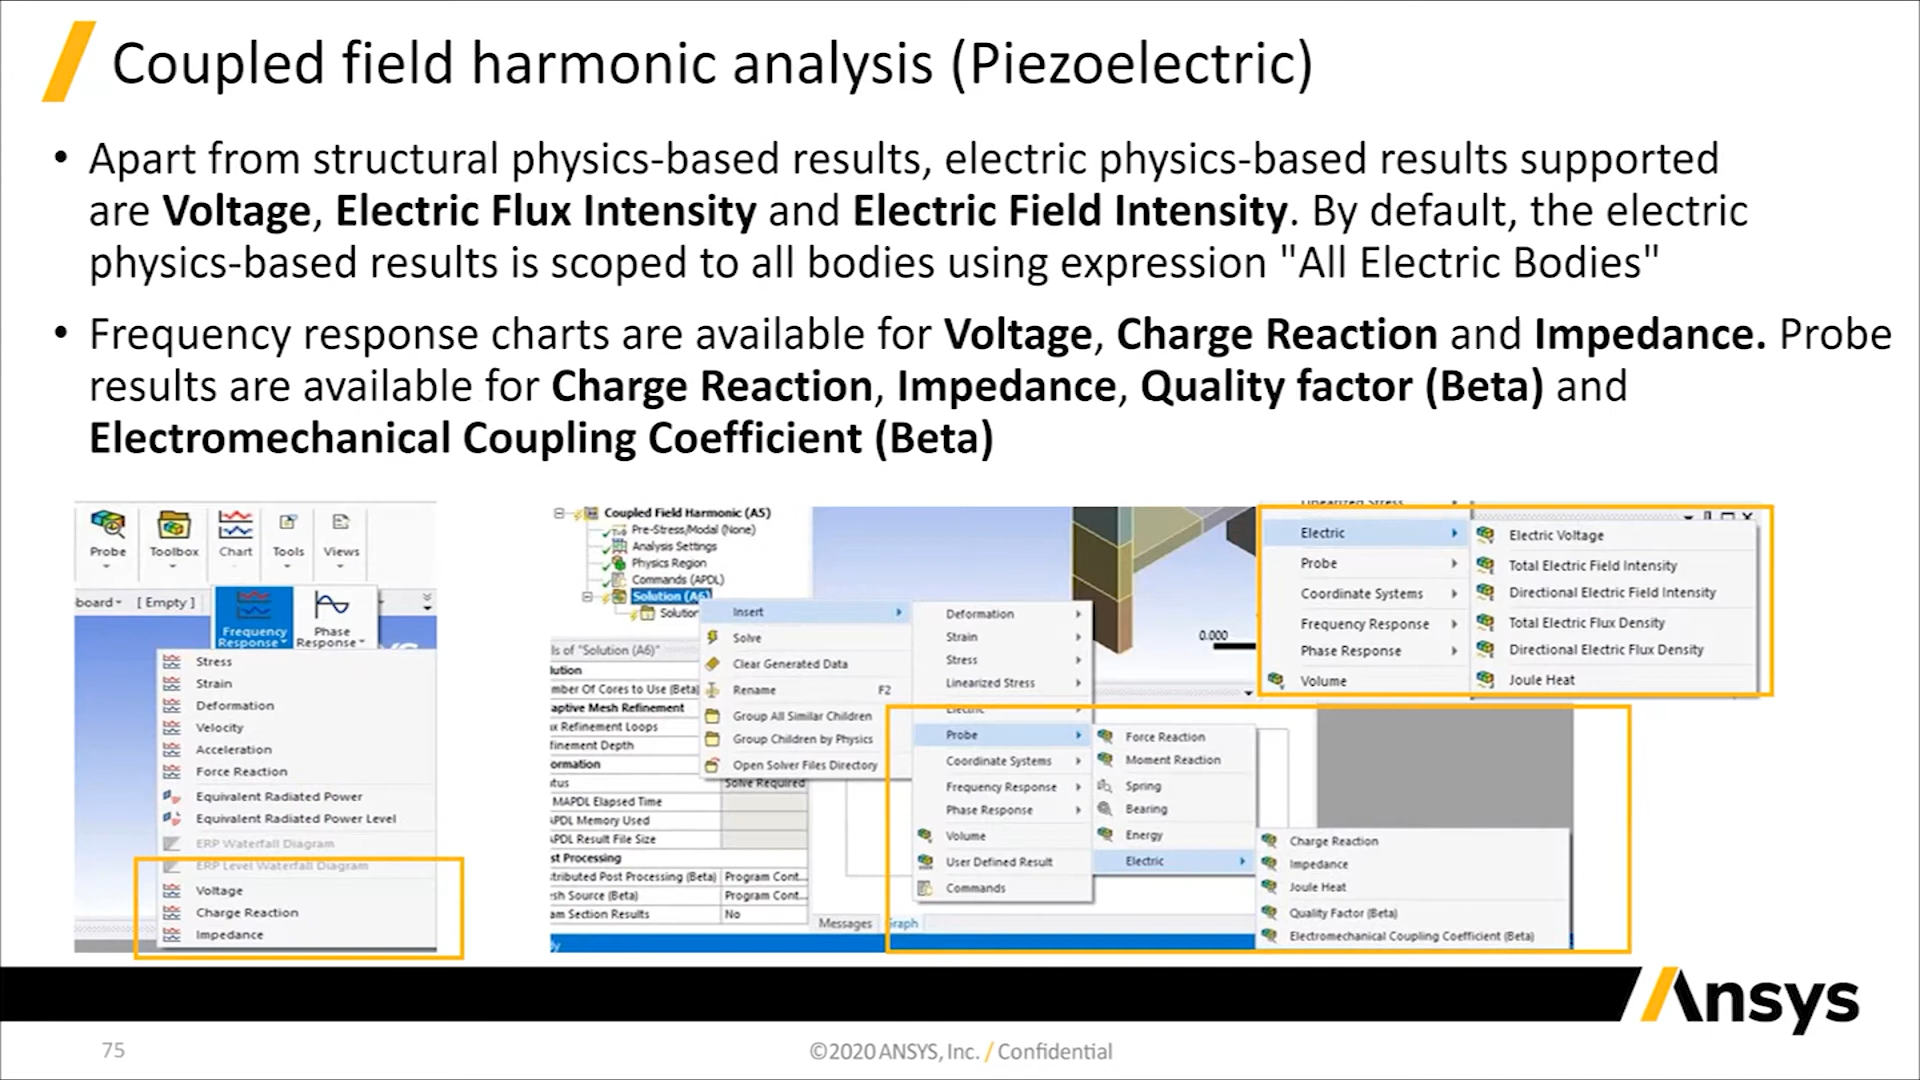 Coupled field harmonic analysis (Piezoelectric)
• Apart from structural physics-based results, electric physics-based results supported
are Voltage, Electric Flux Intensity and Electric Field Intensity. By default, the electric
physics-based results is scoped to all bodies using expression "All Electric Bodies"
• Frequency response charts are available for Voltage, Charge Reaction and Impedance. Probe
results are available for Charge Reaction, Impedance, Quality factor (Beta) and
Electromechanical Coupling Coefficient (Beta)
Probe
Toolbox
Chart
Tools
Views
board
[ Empty ]
Frequency
Response
Phase
Response
Stress
Strain
Deformation
Velocity
Acceleration
Force Reaction
Equivalent Radiated Power
Equivalent Radiated Power Level
ERP Waterfall Diagram
ERP Level Waterfall Diagram
Voltage
Charge Reaction
Impedance
Coupled Field Harmonic (A5)
Pre-Stress/Modal (None)
Analysis Settings
Physics Region
Commands (APDL)
Solution (A6)
Solution
ls of "Solution (A6)"
lution
mber Of Cores to Use (Beta)
aptive Mesh Refinement
x Refinement Loops
finement Depth
ormation
tus
Solve Required
MAPDL Elapsed Time
APDL Memory Used
APDL Result File Size
st Processing
stributed Post Processing (Beta)
Program Cont...
sh Source (Beta)
Program Cont...
am Section Results
No
Insert
Solve
Clear Generated Data
Rename
F2
Group All Similar Children
Group Children by Physics
Open Solver Files Directory
Deformation
Strain
Stress
Linearized Stress
Electric
Probe
Coordinate Systems
Frequency Response
Phase Response
Volume
User Defined Result
Commands
Force Reaction
Moment Reaction
Spring
Bearing
Energy
Electric
Charge Reaction
Impedance
Joule Heat
Quality Factor (Beta)
Electromechanical Coupling Coefficient (Beta)
Messages
Graph
0.000
Linearized Stress
Electric
Probe
Coordinate Systems
Frequency Response
Phase Response
Volume
Electric Voltage
Total Electric Field Intensity
Directional Electric Field Intensity
Total Electric Flux Density
Directional Electric Flux Density
Joule Heat
Ansys
75
©2020 ANSYS, Inc. / Confidential